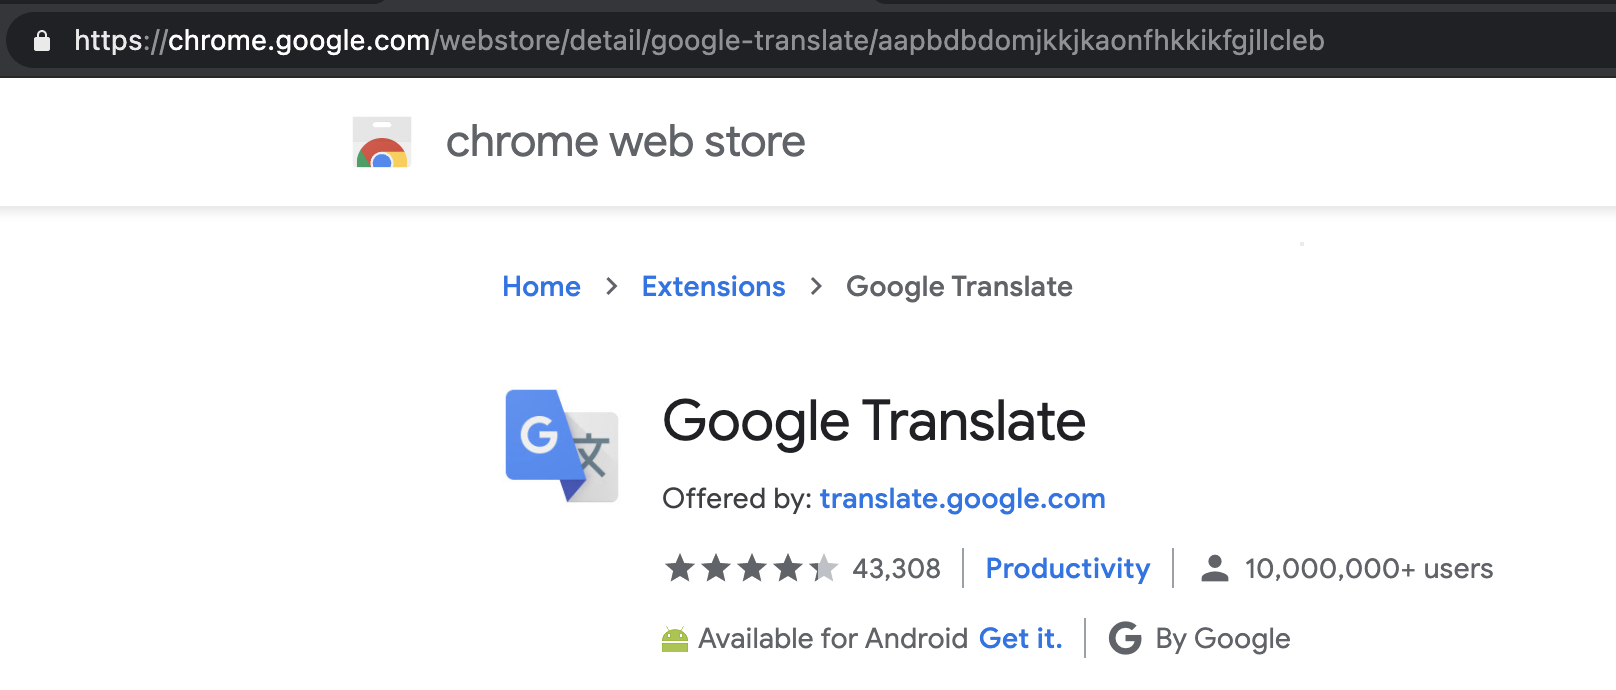 https://chrome.google.com/webstore/detail/google-translate/aapbdbdomjkkjkaonfhkkikfgjllcleb
chrome web store
Home > Extensions > Google Translate
G 文
Google Translate
Offered by: translate.google.com
43,308 | Productivity | 10,000,000+ users
Available for Android Get it. | G By Google